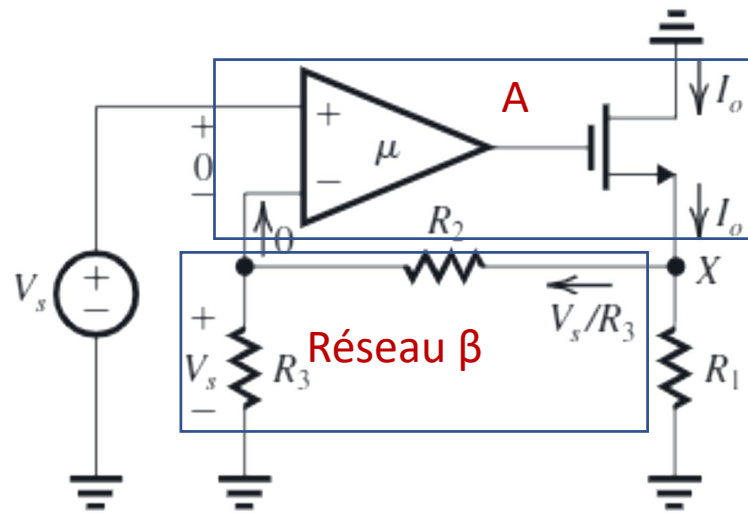 A
I_o
+
+
0
μ
−
−
I_o
0
R_2
X
V_s
+
−
V_s/R_3
+
Réseau β
V_s
R_3
R_1
−